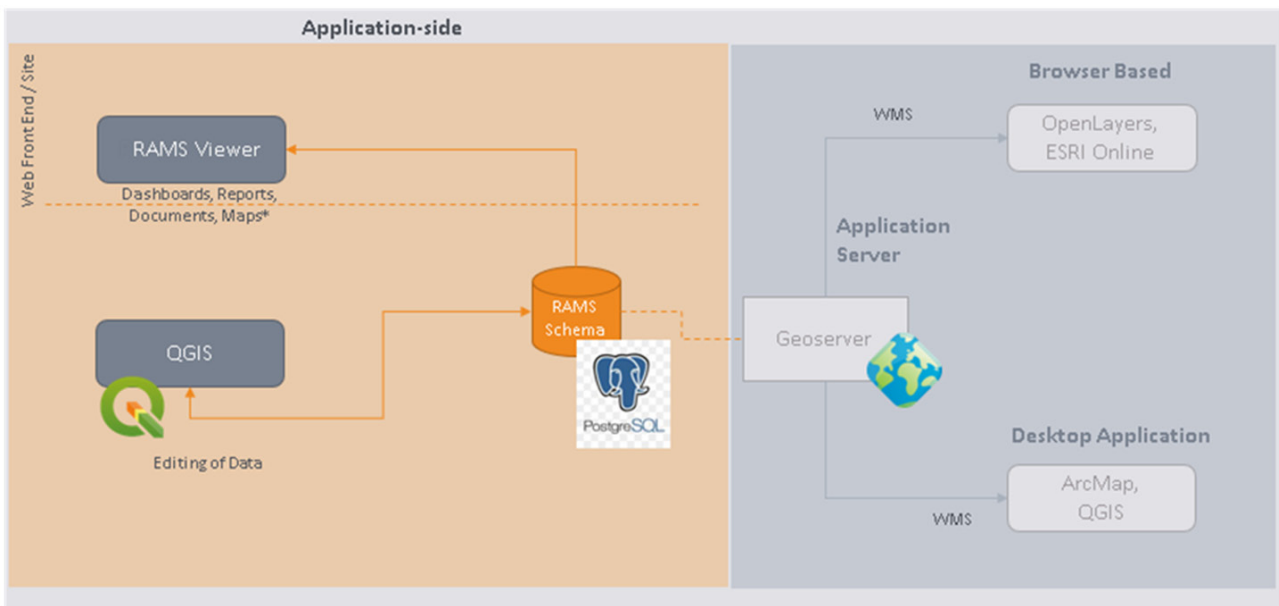 Application-side
Web Front End / Site
RAMS Viewer
Dashboards, Reports,
Documents, Maps*
QGIS
Editing of Data
RAMS
Schema
PostgreSQL
Browser Based
WMS
OpenLayers,
ESRI Online
Application
Server
Geoserver
Desktop Application
ArcMap,
QGIS
WMS